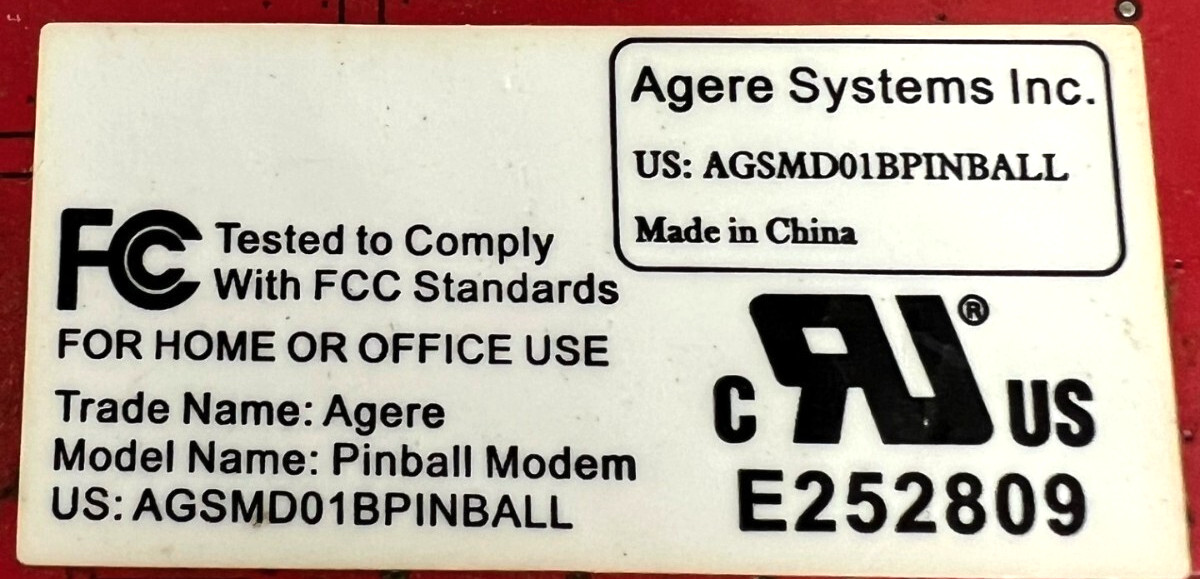 Agere Systems Inc.
US: AGSMD01BPINBALL
Made in China
FC Tested to Comply
With FCC Standards
FOR HOME OR OFFICE USE
Trade Name: Agere
Model Name: Pinball Modem
US: AGSMD01BPINBALL
C RU ® US
E252809